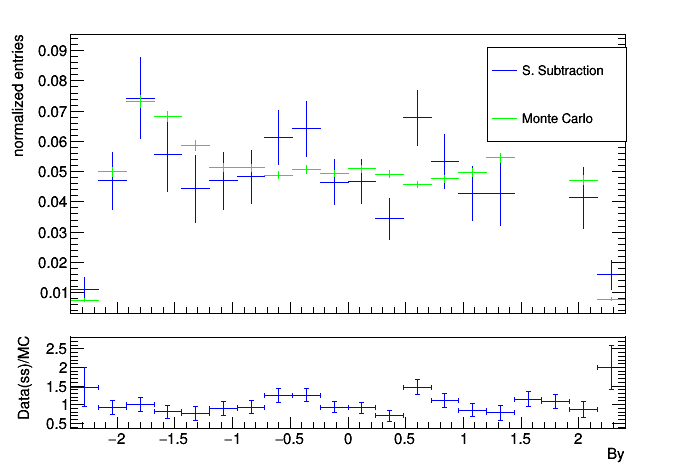 normalized entries
0.09
0.08
0.07
0.06
0.05
0.04
0.03
0.02
0.01
S. Subtraction
Monte Carlo
Data(ss)/MC
2.5
2
1.5
1
0.5
−2 −1.5 −1 −0.5 0 0.5 1 1.5 2
By